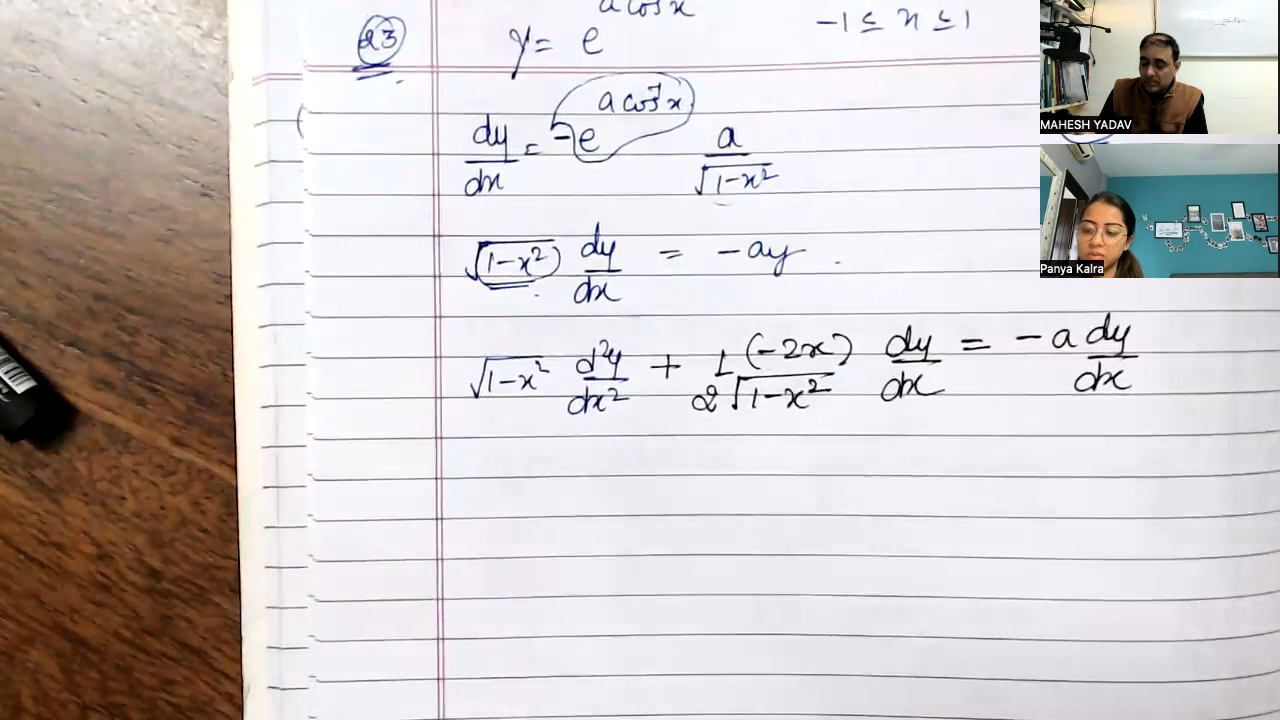 a cos x
Q3 y = e -1 ≤ x ≤ 1
a cos⁻¹x
dy/dx = -e a/√(1-x²)
√(1-x²) dy/dx = -ay .
√(1-x²) d²y/dx² + 1 (-2x)/2√(1-x²) dy/dx = -a dy/dx
MAHESH YADAV
Panya Kalra